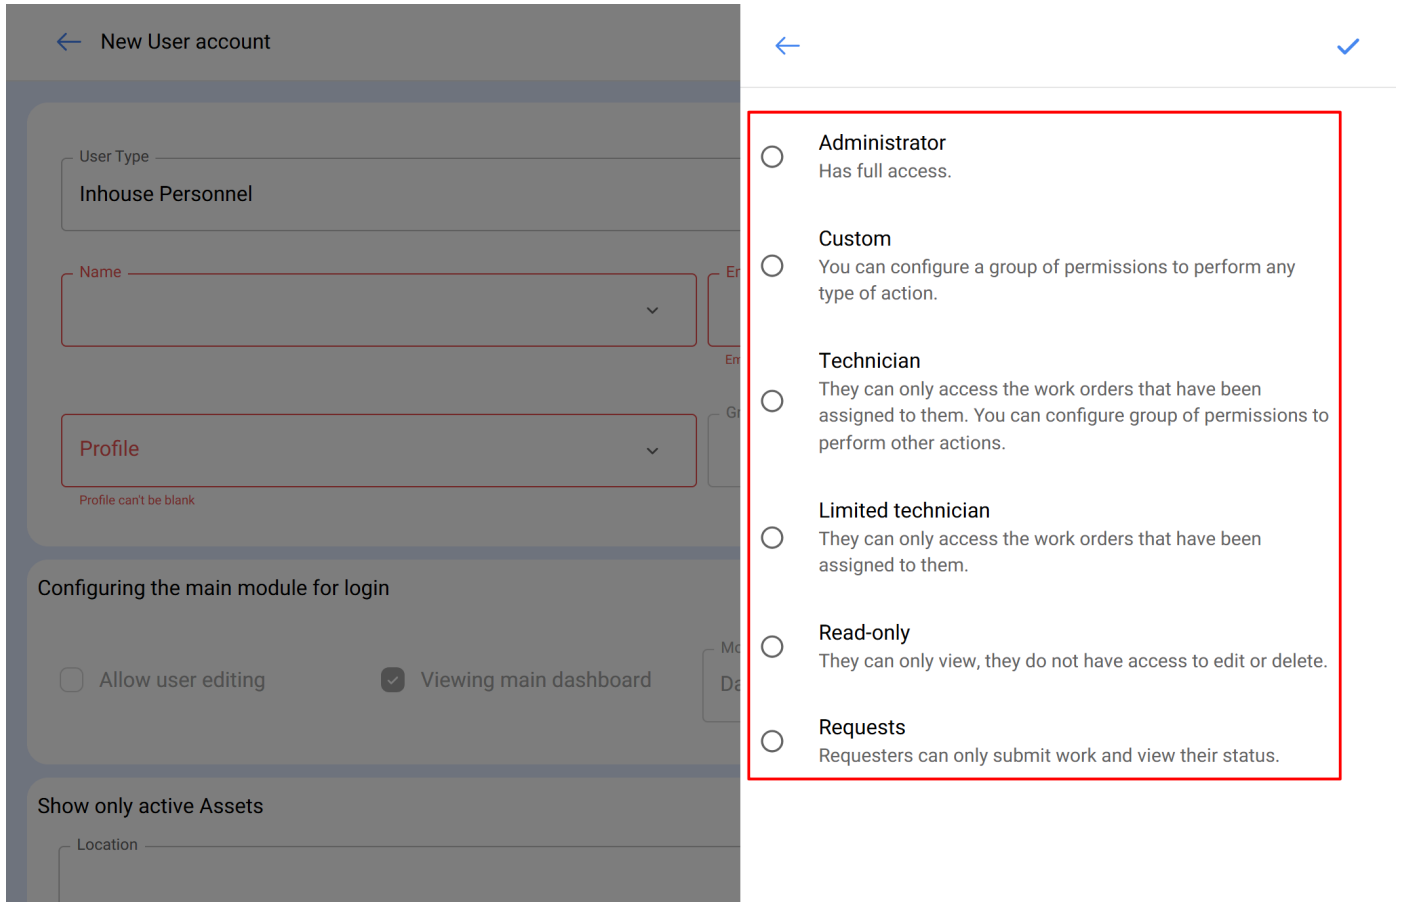 New User account
User Type
Inhouse Personnel
Name
Profile
Profile can't be blank
Configuring the main module for login
Allow user editing
Viewing main dashboard
Show only active Assets
Location
Administrator
Has full access.
Custom
You can configure a group of permissions to perform any
type of action.
Technician
They can only access the work orders that have been
assigned to them. You can configure group of permissions to
perform other actions.
Limited technician
They can only access the work orders that have been
assigned to them.
Read-only
They can only view, they do not have access to edit or delete.
Requests
Requesters can only submit work and view their status.